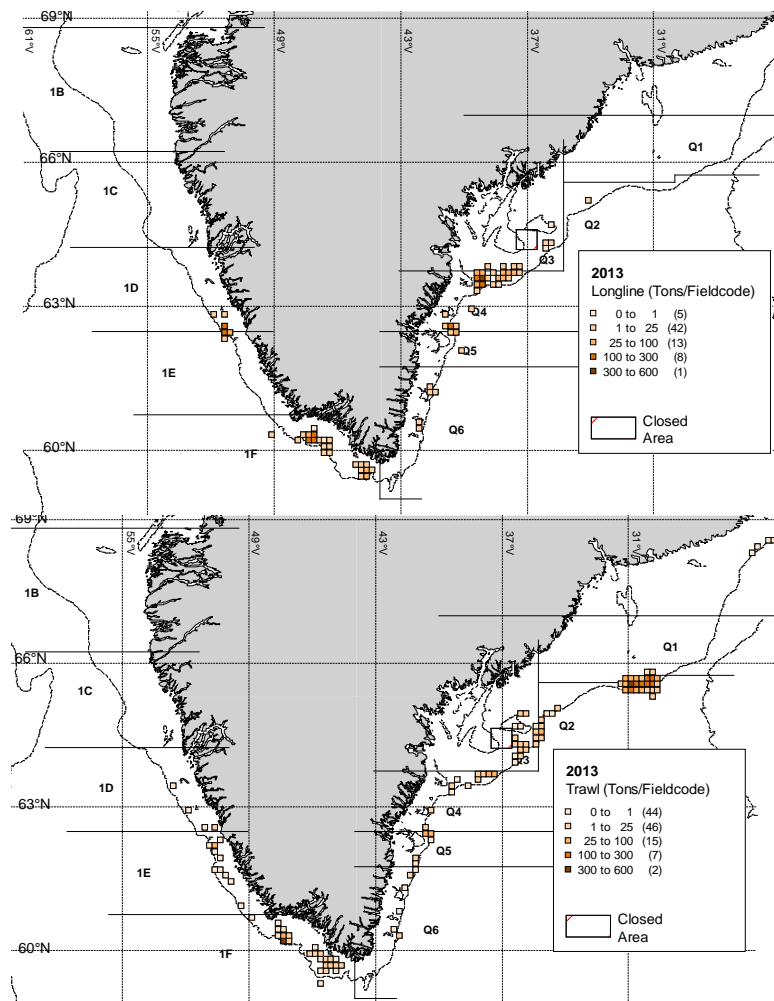 69°N
61°V
55°V
49°V
43°V
37°V
31°V
1B
Q1
66°N
1C
Q2
Q3
2013
Longline (Tons/Fieldcode)
0 to 1 (5)
1 to 25 (42)
25 to 100 (13)
100 to 300 (8)
300 to 600 (1)
Closed
Area
1D
63°N
Q4
Q5
1E
Q6
60°N
1F
69°N
55°V
49°V
43°V
37°V
31°V
1B
Q1
66°N
1C
Q2
Q3
2013
Trawl (Tons/Fieldcode)
0 to 1 (44)
1 to 25 (46)
25 to 100 (15)
100 to 300 (7)
300 to 600 (2)
Closed
Area
1D
63°N
Q4
Q5
1E
Q6
60°N
1F